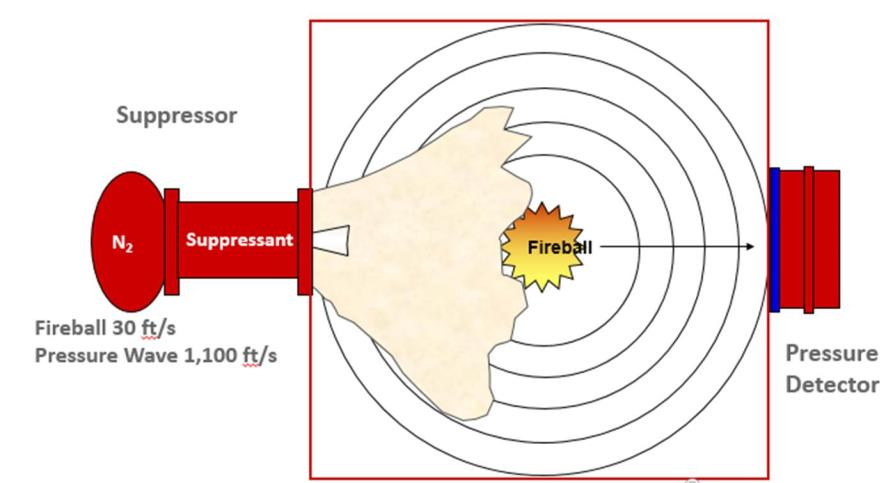 Suppressor
N2
Suppressant
Fireball
Fireball 30 ft/s
Pressure Wave 1,100 ft/s
Pressure
Detector